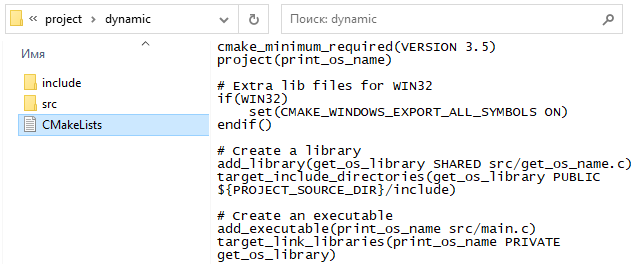 « project > dynamic
Поиск: dynamic
Имя
include
src
CMakeLists
cmake_minimum_required(VERSION 3.5)
project(print_os_name)

# Extra lib files for WIN32
if(WIN32)
    set(CMAKE_WINDOWS_EXPORT_ALL_SYMBOLS ON)
endif()

# Create a library
add_library(get_os_library SHARED src/get_os_name.c)
target_include_directories(get_os_library PUBLIC
${PROJECT_SOURCE_DIR}/include)

# Create an executable
add_executable(print_os_name src/main.c)
target_link_libraries(print_os_name PRIVATE
get_os_library)